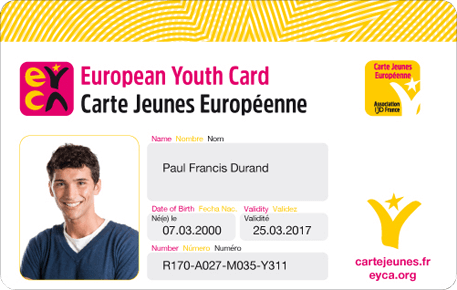 eyca
European Youth Card
Carte Jeunes Européenne
Carte Jeunes
Européenne
Association
l'JD France
Name Nombre Nom
Paul Francis Durand
Date of Birth Fecha Nac. Validity Validez
Né(e) le Validité
07.03.2000 25.03.2017
Number Número Numéro
R170-A027-M035-Y311
cartejeunes.fr
eyca.org